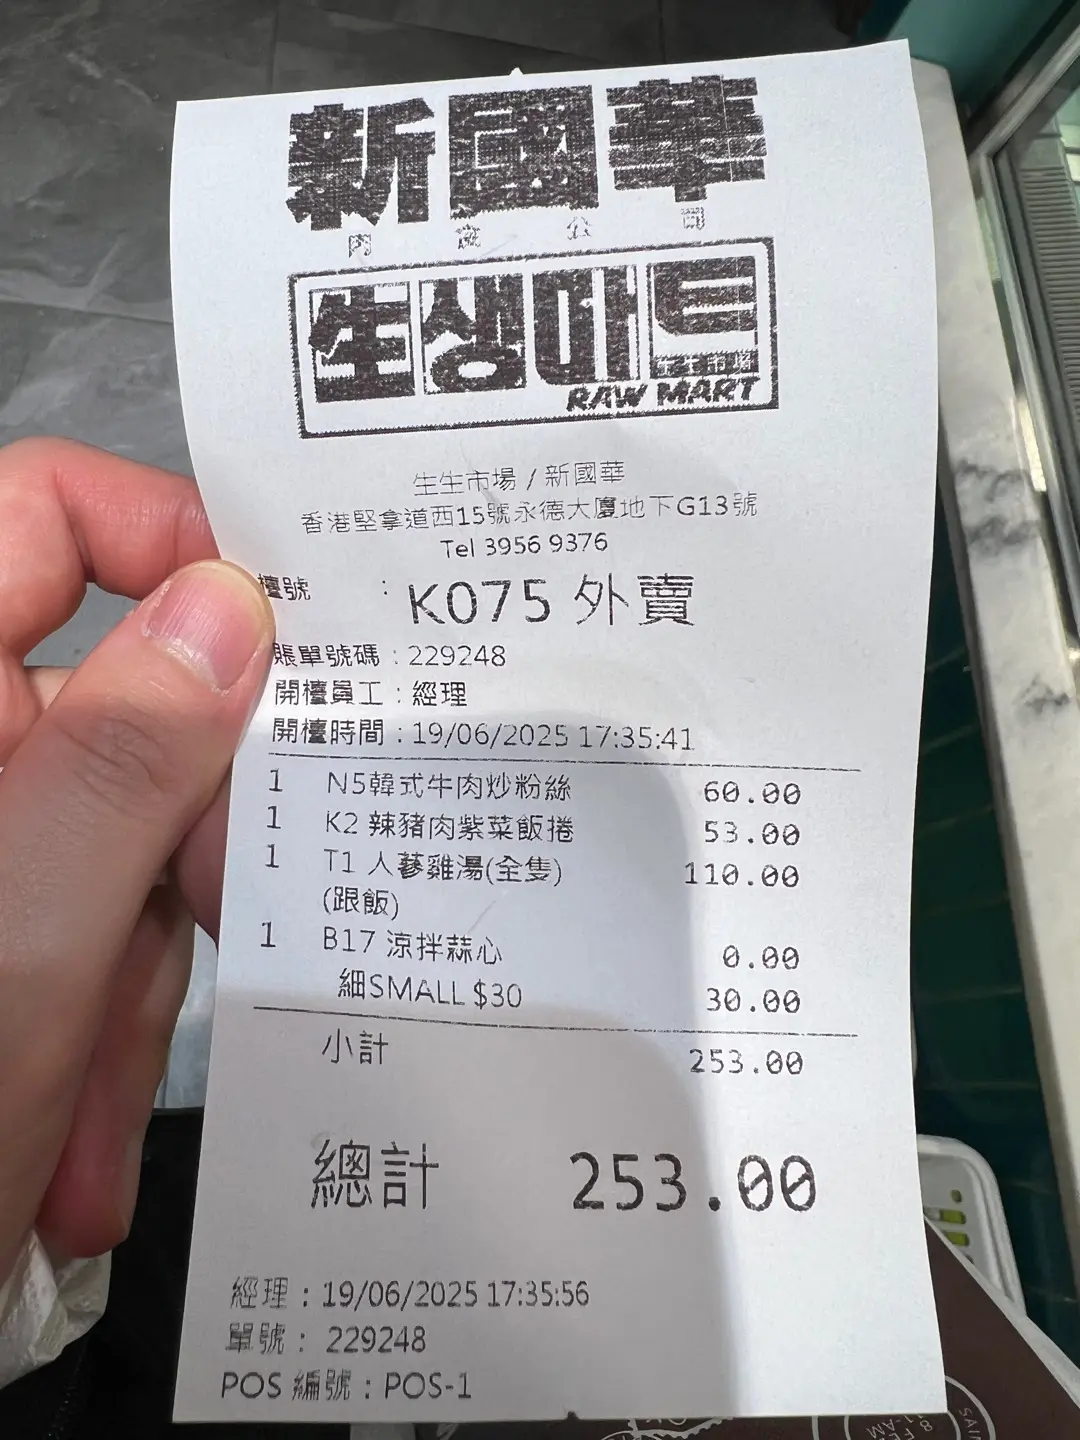 新國華
肉食公司
生생마트
生生市場
RAW MART
生生市場 / 新國華
香港堅拿道西15號永德大廈地下G13號
Tel 3956 9376
檯號 : K075 外賣
賬單號碼 : 229248
開檯員工 : 經理
開檯時間 : 19/06/2025 17:35:41
1 N5韓式牛肉炒粉絲 60.00
1 K2 辣豬肉紫菜飯捲 53.00
1 T1 人蔘雞湯(全隻) 110.00
(跟飯)
1 B17 涼拌蒜心 0.00
細SMALL $30 30.00
小計 253.00
總計 253.00
經理 : 19/06/2025 17:35:56
單號 : 229248
POS 編號 : POS-1